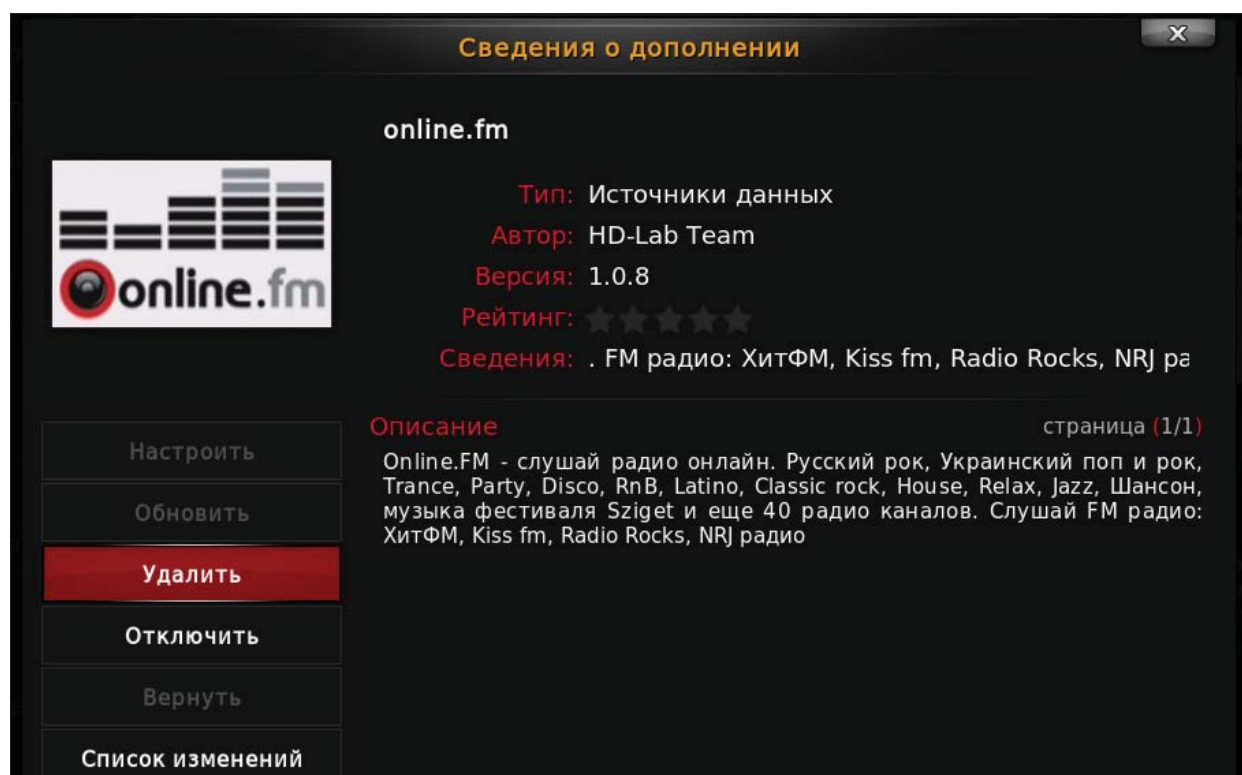 Сведения о дополнении
x
online.fm
Тип: Источники данных
Автор: HD-Lab Team
Версия: 1.0.8
Рейтинг:
Сведения: . FM радио: ХитФМ, Kiss fm, Radio Rocks, NRJ ра
online.fm
Описание
страница (1/1)
Online.FM - слушай радио онлайн. Русский рок, Украинский поп и рок,
Trance, Party, Disco, RnB, Latino, Classic rock, House, Relax, Jazz, Шансон,
музыка фестиваля Sziget и еще 40 радио каналов. Слушай FM радио:
ХитФМ, Kiss fm, Radio Rocks, NRJ радио
Настроить
Обновить
Удалить
Отключить
Вернуть
Список изменений